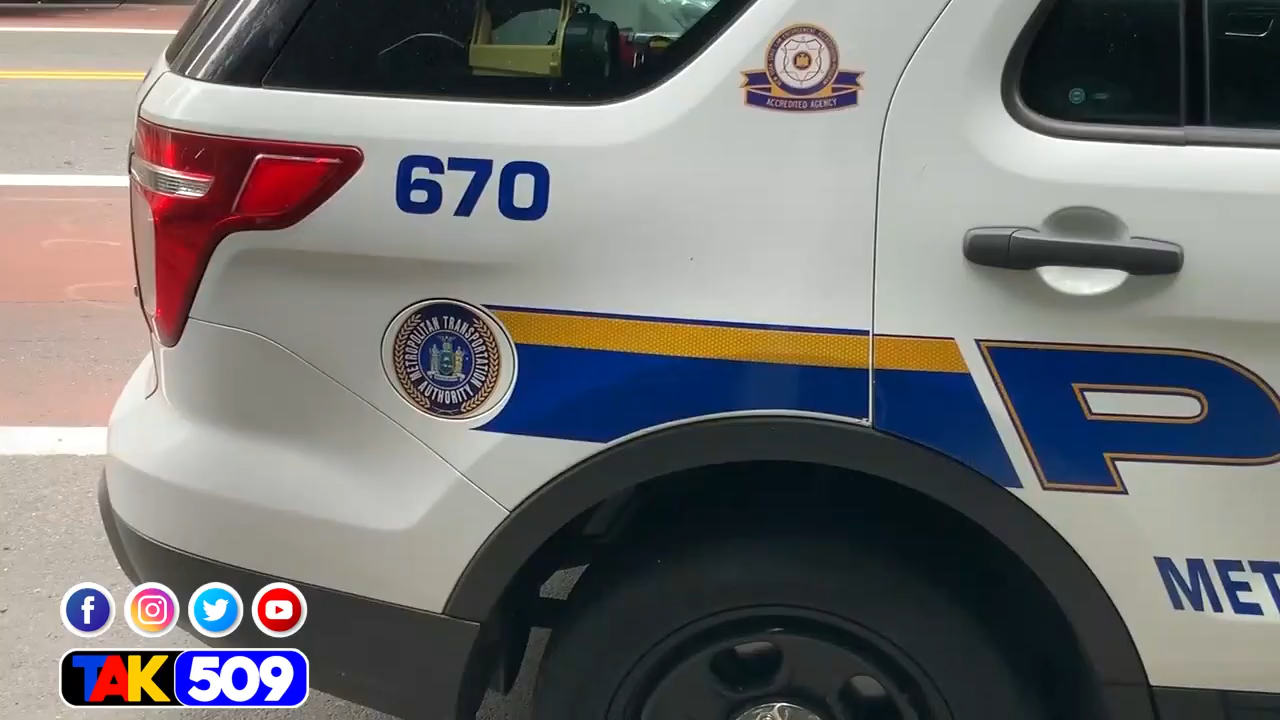 ACCREDITED AGENCY
670
METROPOLITAN TRANSPORTATION
AUTHORITY
P
MET
TAK 509